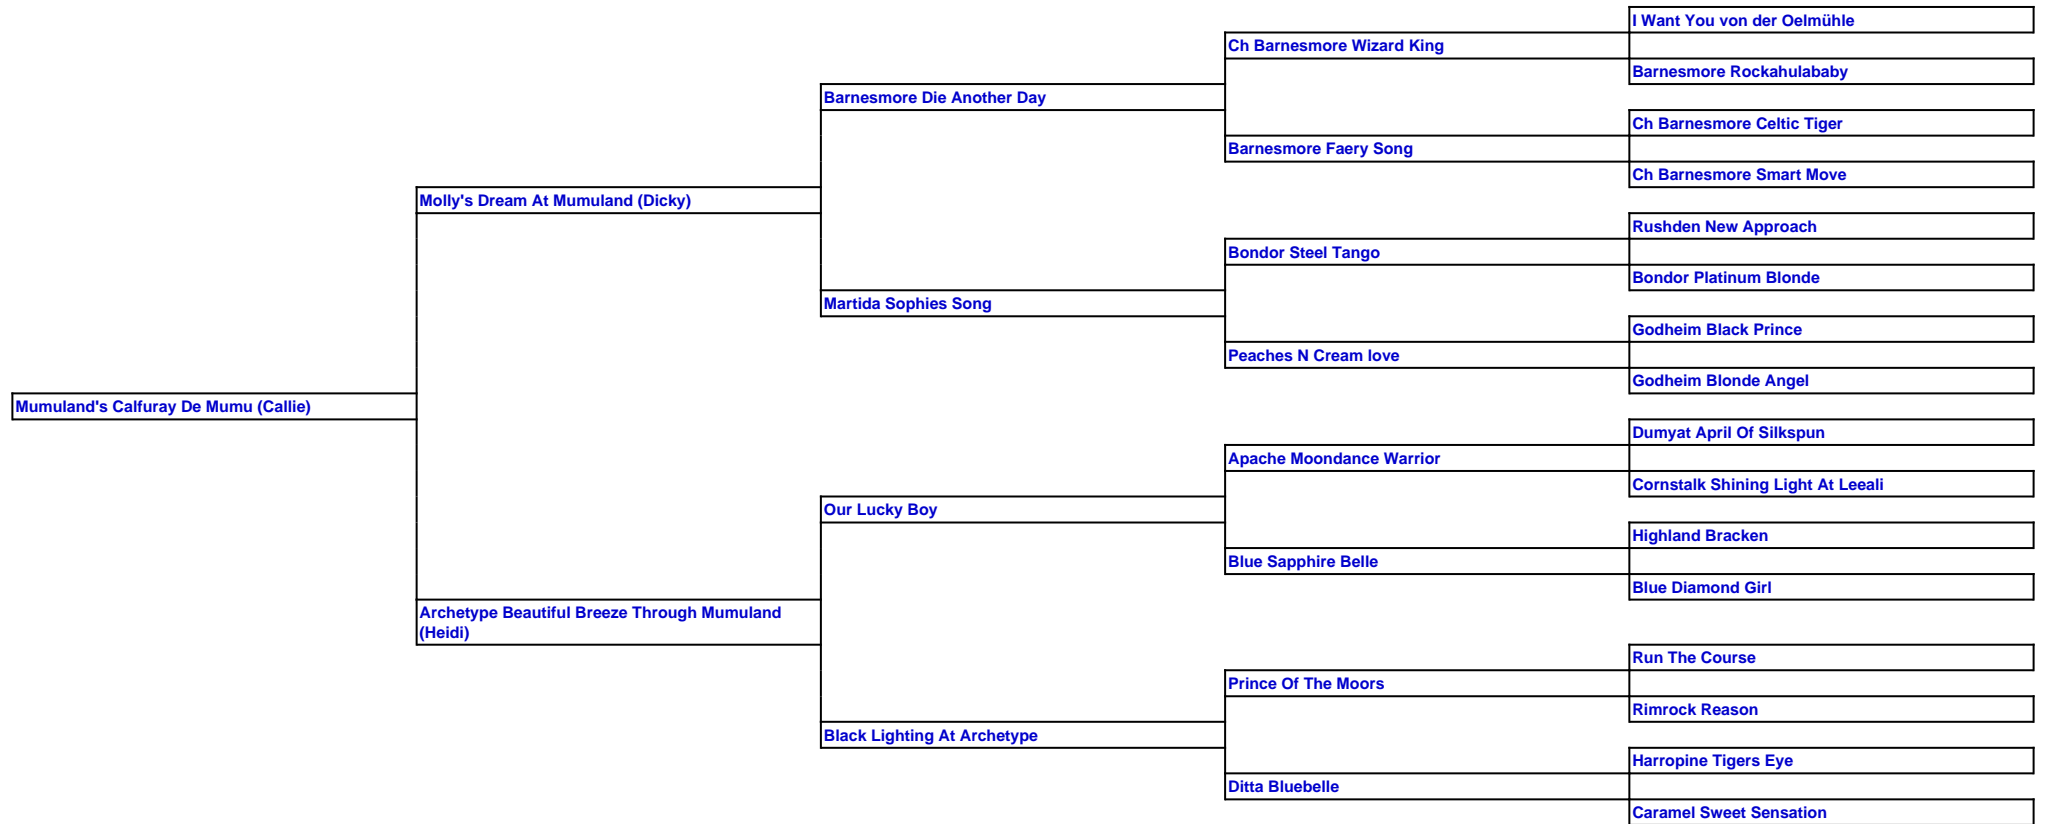 I Want You von der Oelmühle
Ch Barnesmore Wizard King
Barnesmore Rockahulababy
Barnesmore Die Another Day
Ch Barnesmore Celtic Tiger
Barnesmore Faery Song
Ch Barnesmore Smart Move
Molly's Dream At Mumuland (Dicky)
Rushden New Approach
Bondor Steel Tango
Bondor Platinum Blonde
Martida Sophies Song
Godheim Black Prince
Peaches N Cream love
Godheim Blonde Angel
Mumuland's Calfuray De Mumu (Callie)
Dumyat April Of Silkspun
Apache Moondance Warrior
Cornstalk Shining Light At Leeali
Our Lucky Boy
Highland Bracken
Blue Sapphire Belle
Blue Diamond Girl
Archetype Beautiful Breeze Through Mumuland
(Heidi)
Run The Course
Prince Of The Moors
Rimrock Reason
Black Lighting At Archetype
Harropine Tigers Eye
Ditta Bluebelle
Caramel Sweet Sensation